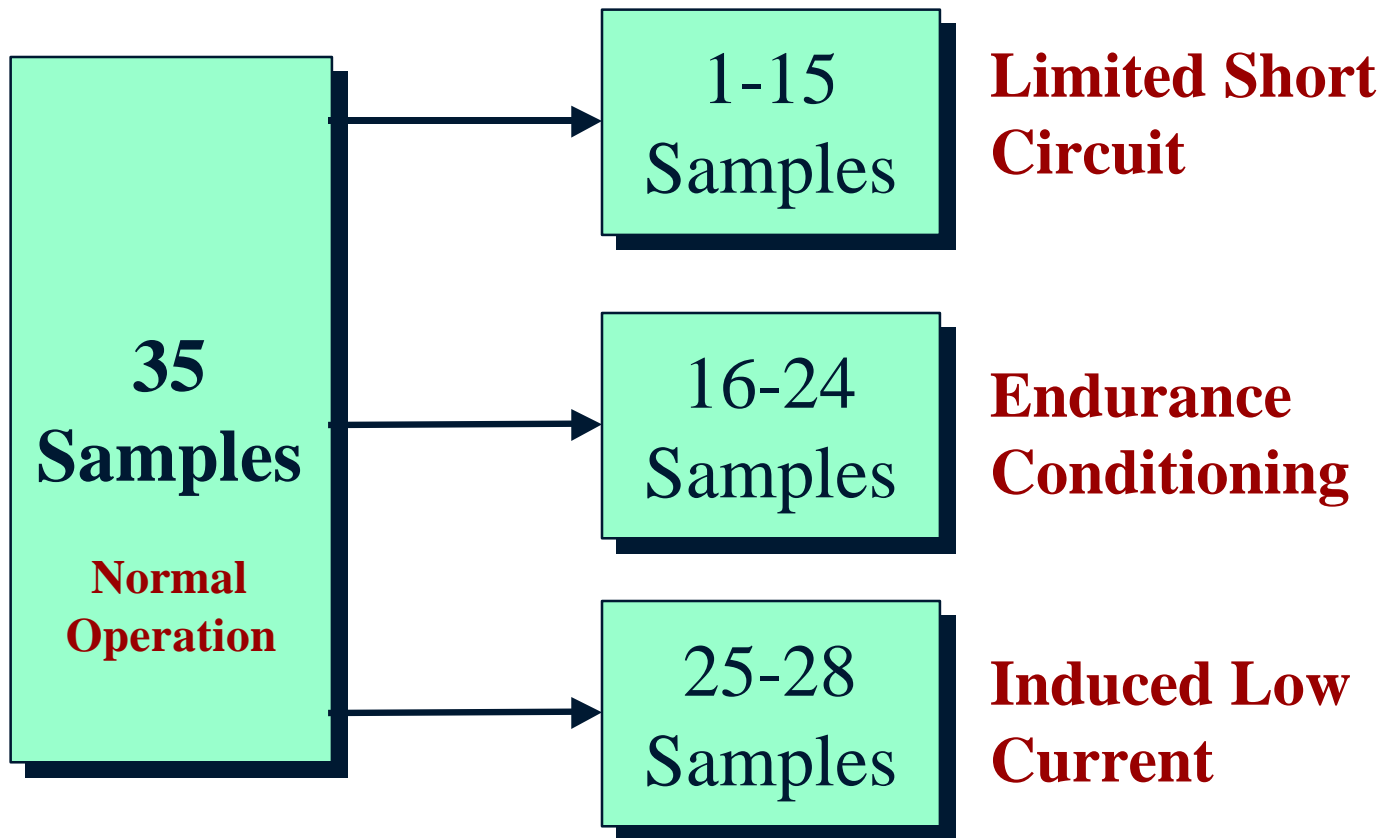 35
Samples
Normal
Operation
1-15
Samples
Limited Short
Circuit
16-24
Samples
Endurance
Conditioning
25-28
Samples
Induced Low
Current